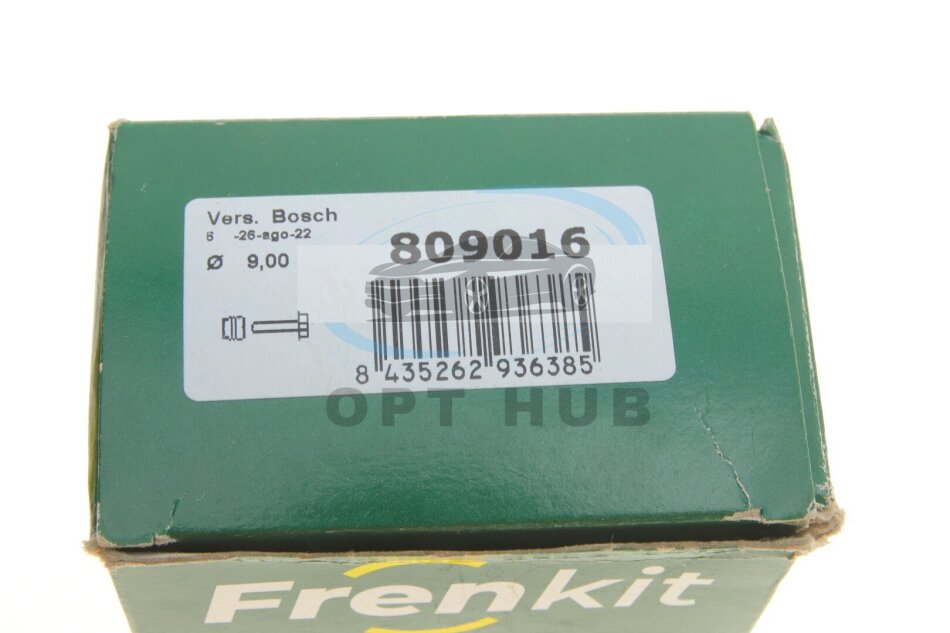 Vers. Bosch
6 -26-ago-22
Ø 9,00
809016
8 435262 936385
OPT HUB
Frenkit